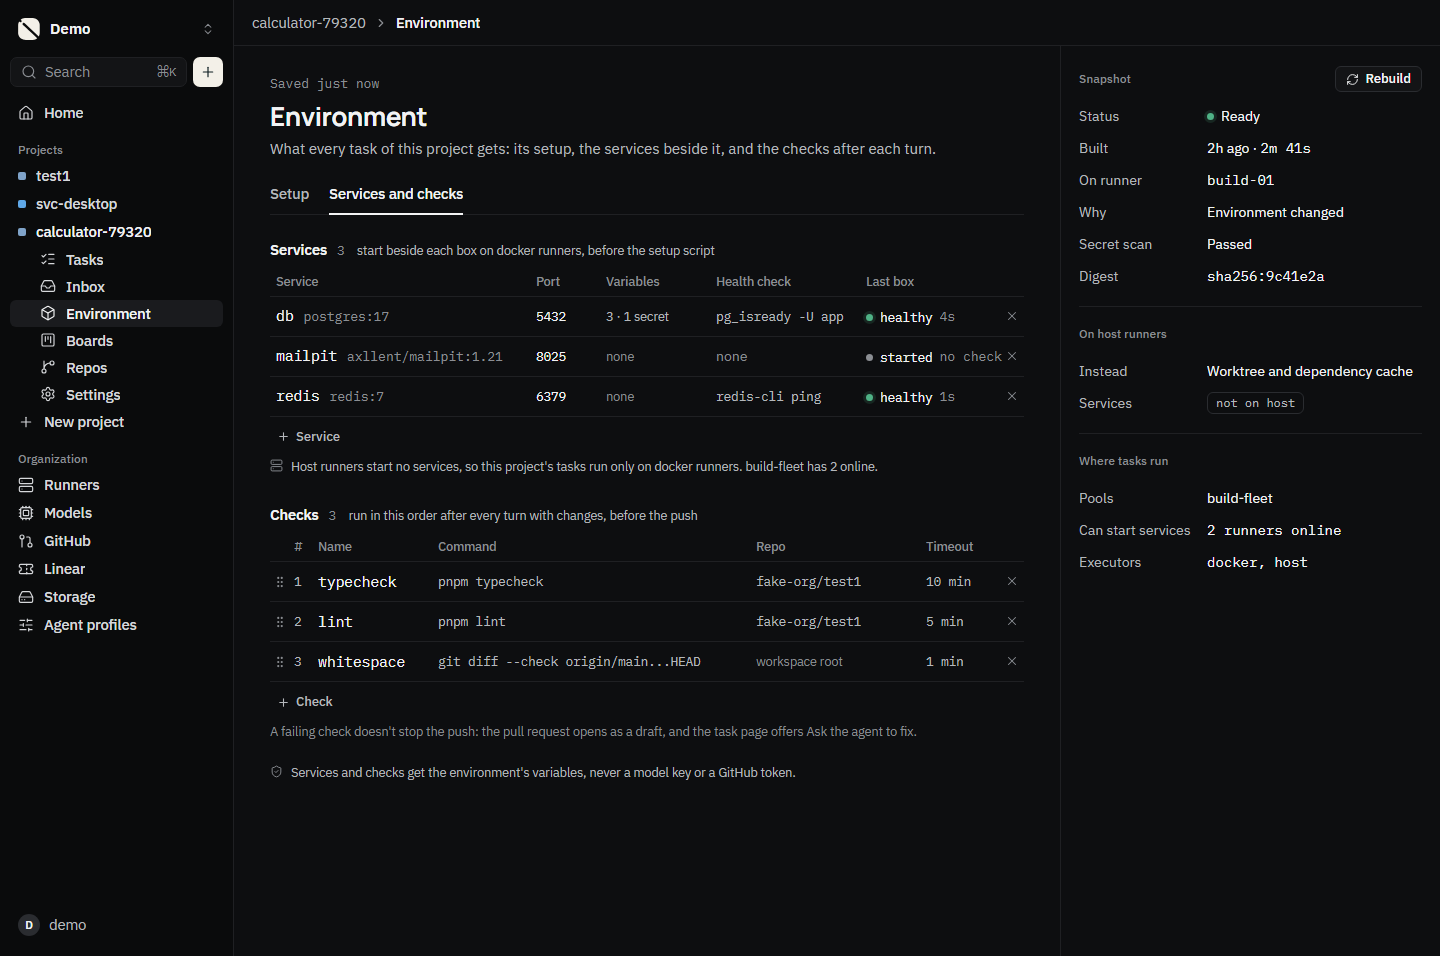 Demo
Search ⌘K
Home
Projects
test1
svc-desktop
calculator-79320
Tasks
Inbox
Environment
Boards
Repos
Settings
New project
Organization
Runners
Models
GitHub
Linear
Storage
Agent profiles
D demo
calculator-79320 > Environment
Saved just now
Environment
What every task of this project gets: its setup, the services beside it, and the checks after each turn.
Setup Services and checks
Services 3 start beside each box on docker runners, before the setup script
Service Port Variables Health check Last box
db postgres:17 5432 3 · 1 secret pg_isready -U app healthy 4s
mailpit axllent/mailpit:1.21 8025 none none started no check
redis redis:7 6379 none redis-cli ping healthy 1s
+ Service
Host runners start no services, so this project's tasks run only on docker runners. build-fleet has 2 online.
Checks 3 run in this order after every turn with changes, before the push
# Name Command Repo Timeout
1 typecheck pnpm typecheck fake-org/test1 10 min
2 lint pnpm lint fake-org/test1 5 min
3 whitespace git diff --check origin/main...HEAD workspace root 1 min
+ Check
A failing check doesn't stop the push: the pull request opens as a draft, and the task page offers Ask the agent to fix.
Services and checks get the environment's variables, never a model key or a GitHub token.
Snapshot Rebuild
Status Ready
Built 2h ago · 2m 41s
On runner build-01
Why Environment changed
Secret scan Passed
Digest sha256:9c41e2a
On host runners
Instead Worktree and dependency cache
Services not on host
Where tasks run
Pools build-fleet
Can start services 2 runners online
Executors docker, host